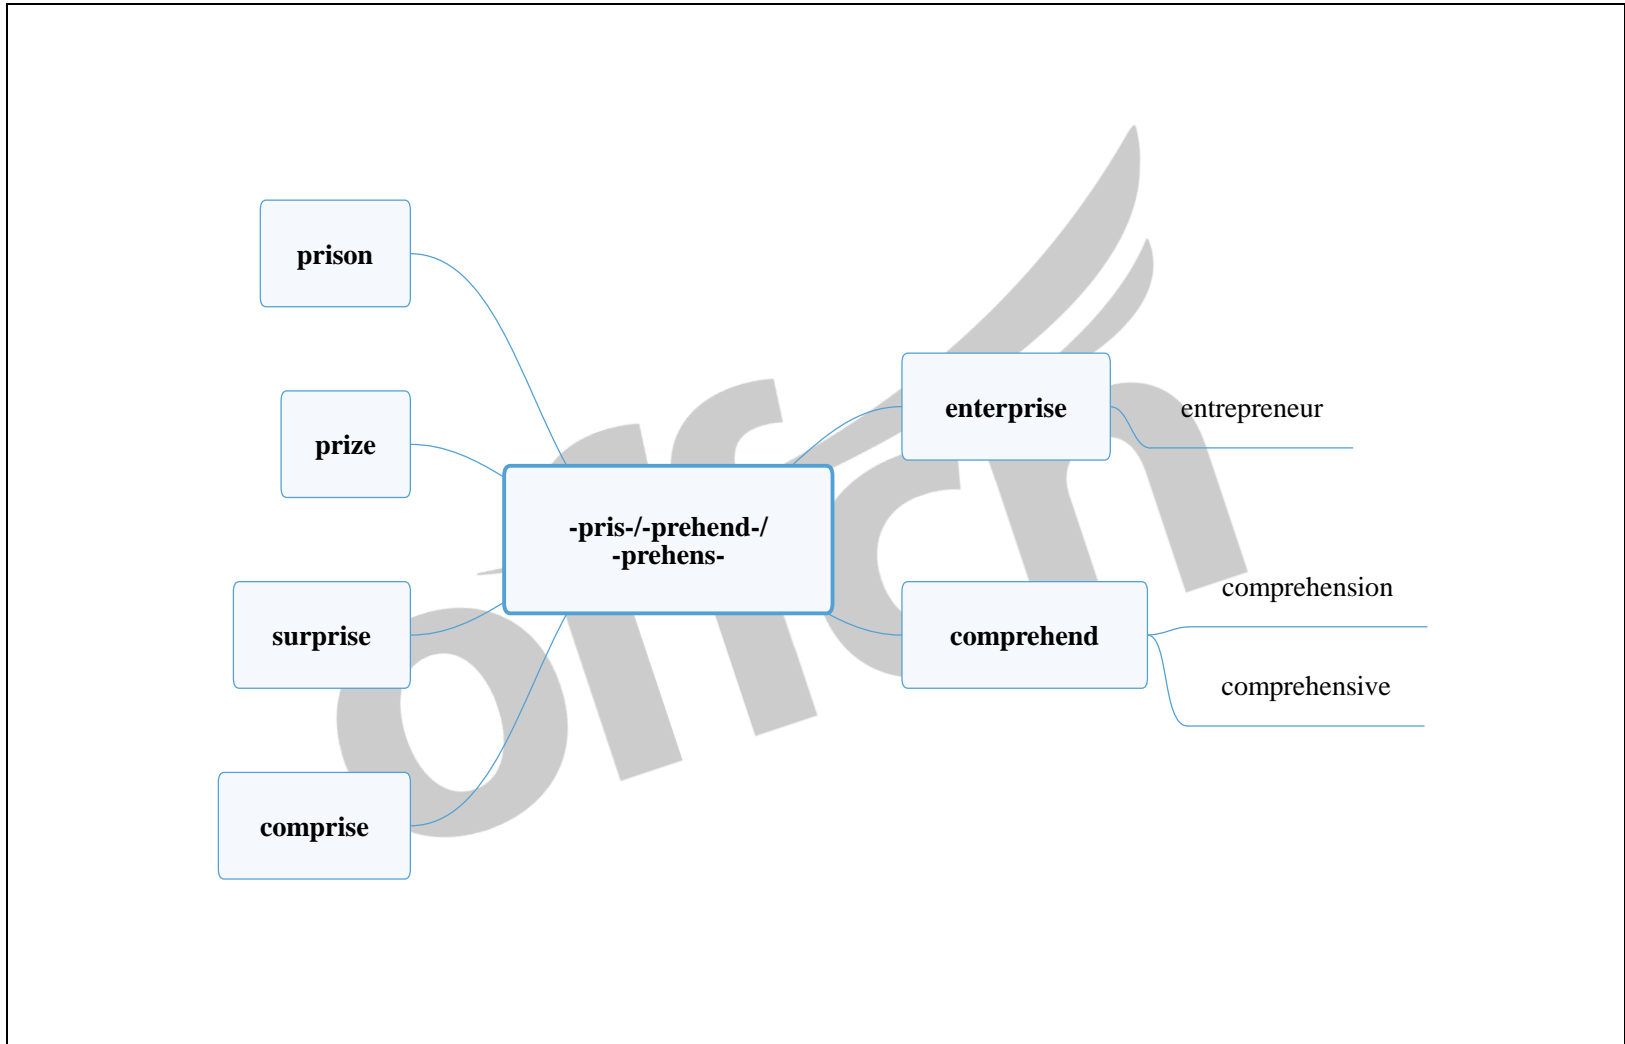 prison
prize
surprise
comprise
-pris-/-prehend-/
-prehens-
enterprise
entrepreneur
comprehend
comprehension
comprehensive
offcn